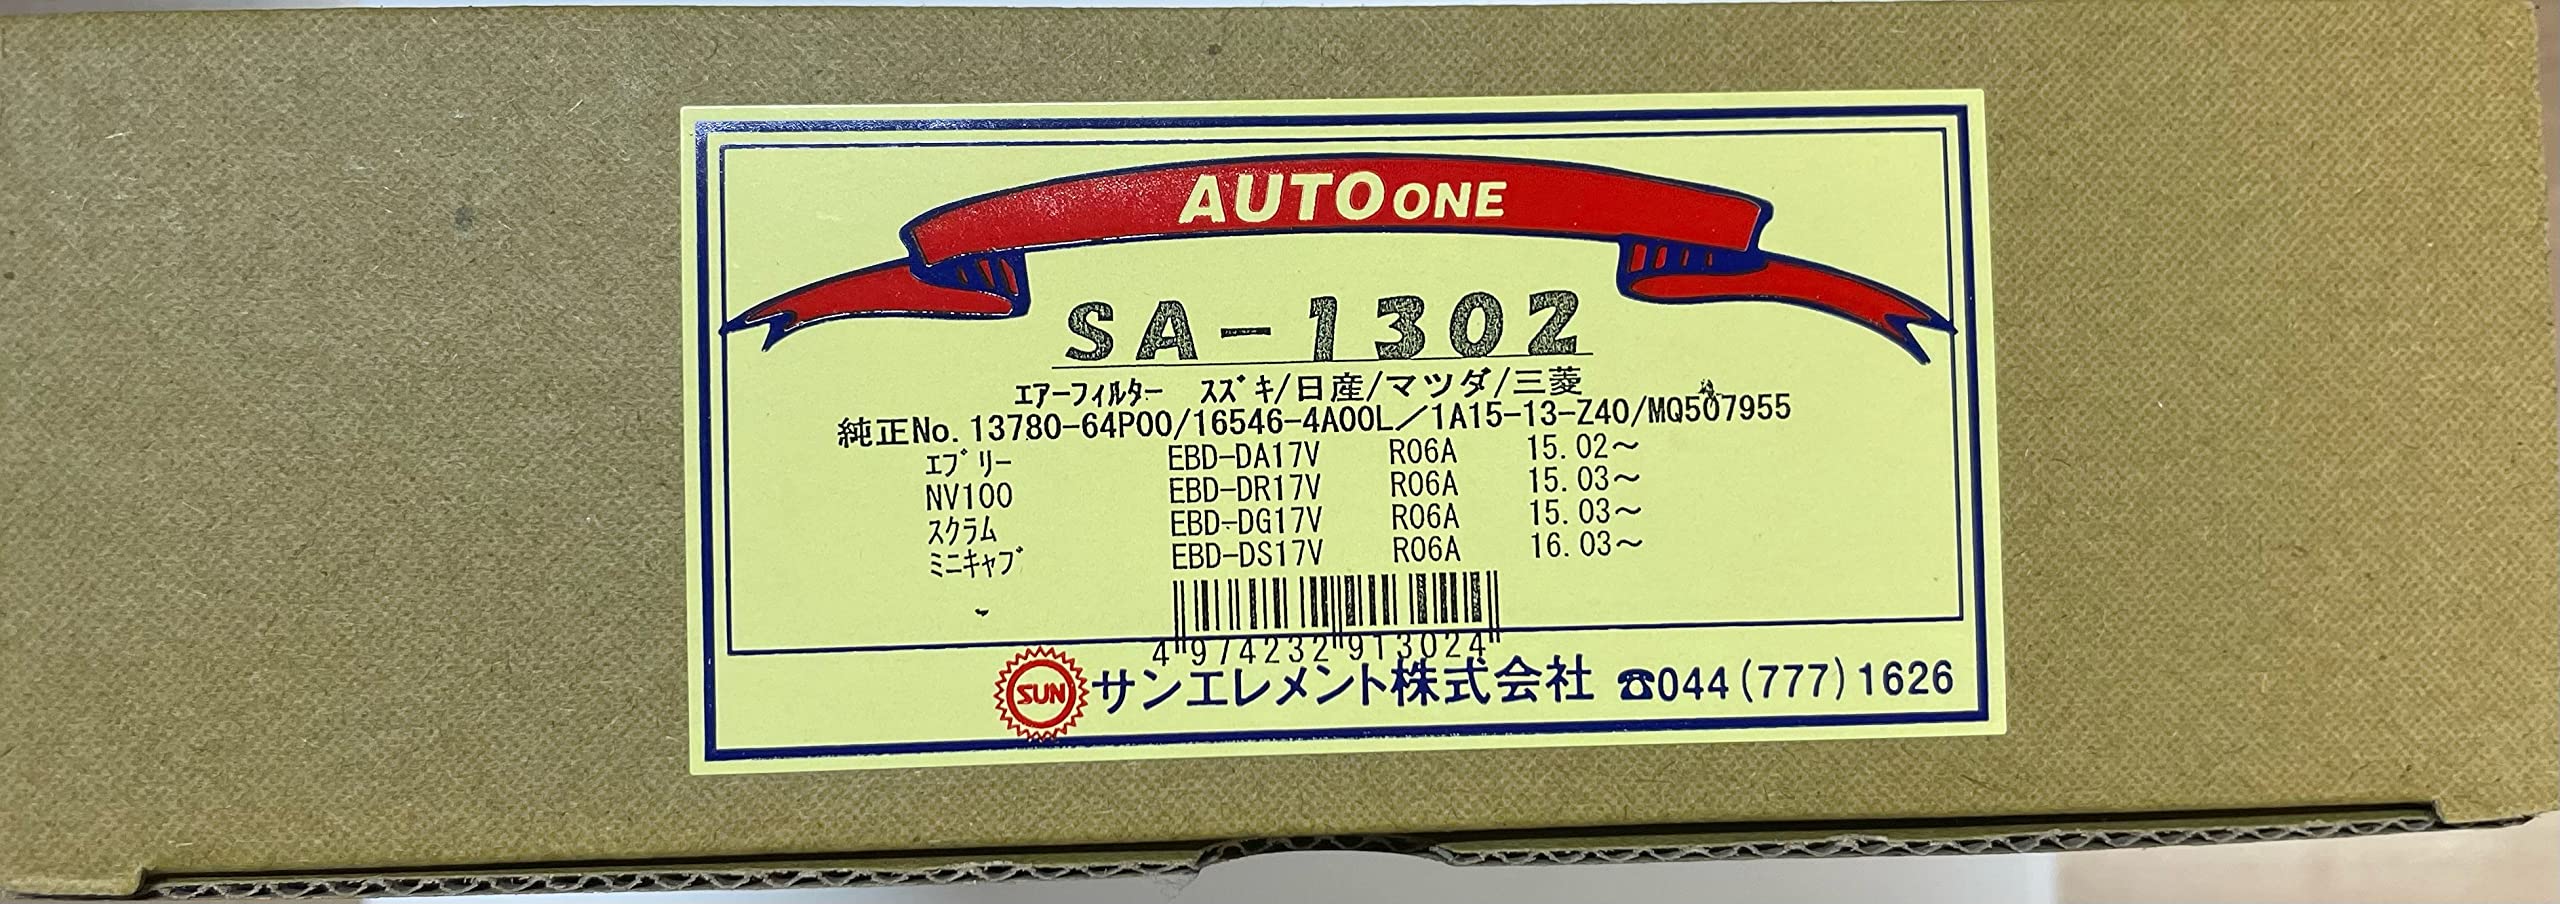 AUTO ONE
SA-1302
エアーフィルター スズキ/日産/マツダ/三菱
純正No.13780-64P00/16546-4A00L/1A15-13-Z40/MQ507955
エブリー EBD-DA17V R06A 15.02～
NV100 EBD-DR17V R06A 15.03～
スクラム EBD-DG17V R06A 15.03～
ミニキャブ EBD-DS17V R06A 16.03～
4 974232 913024
SUN サンエレメント株式会社 ☎044(777)1626